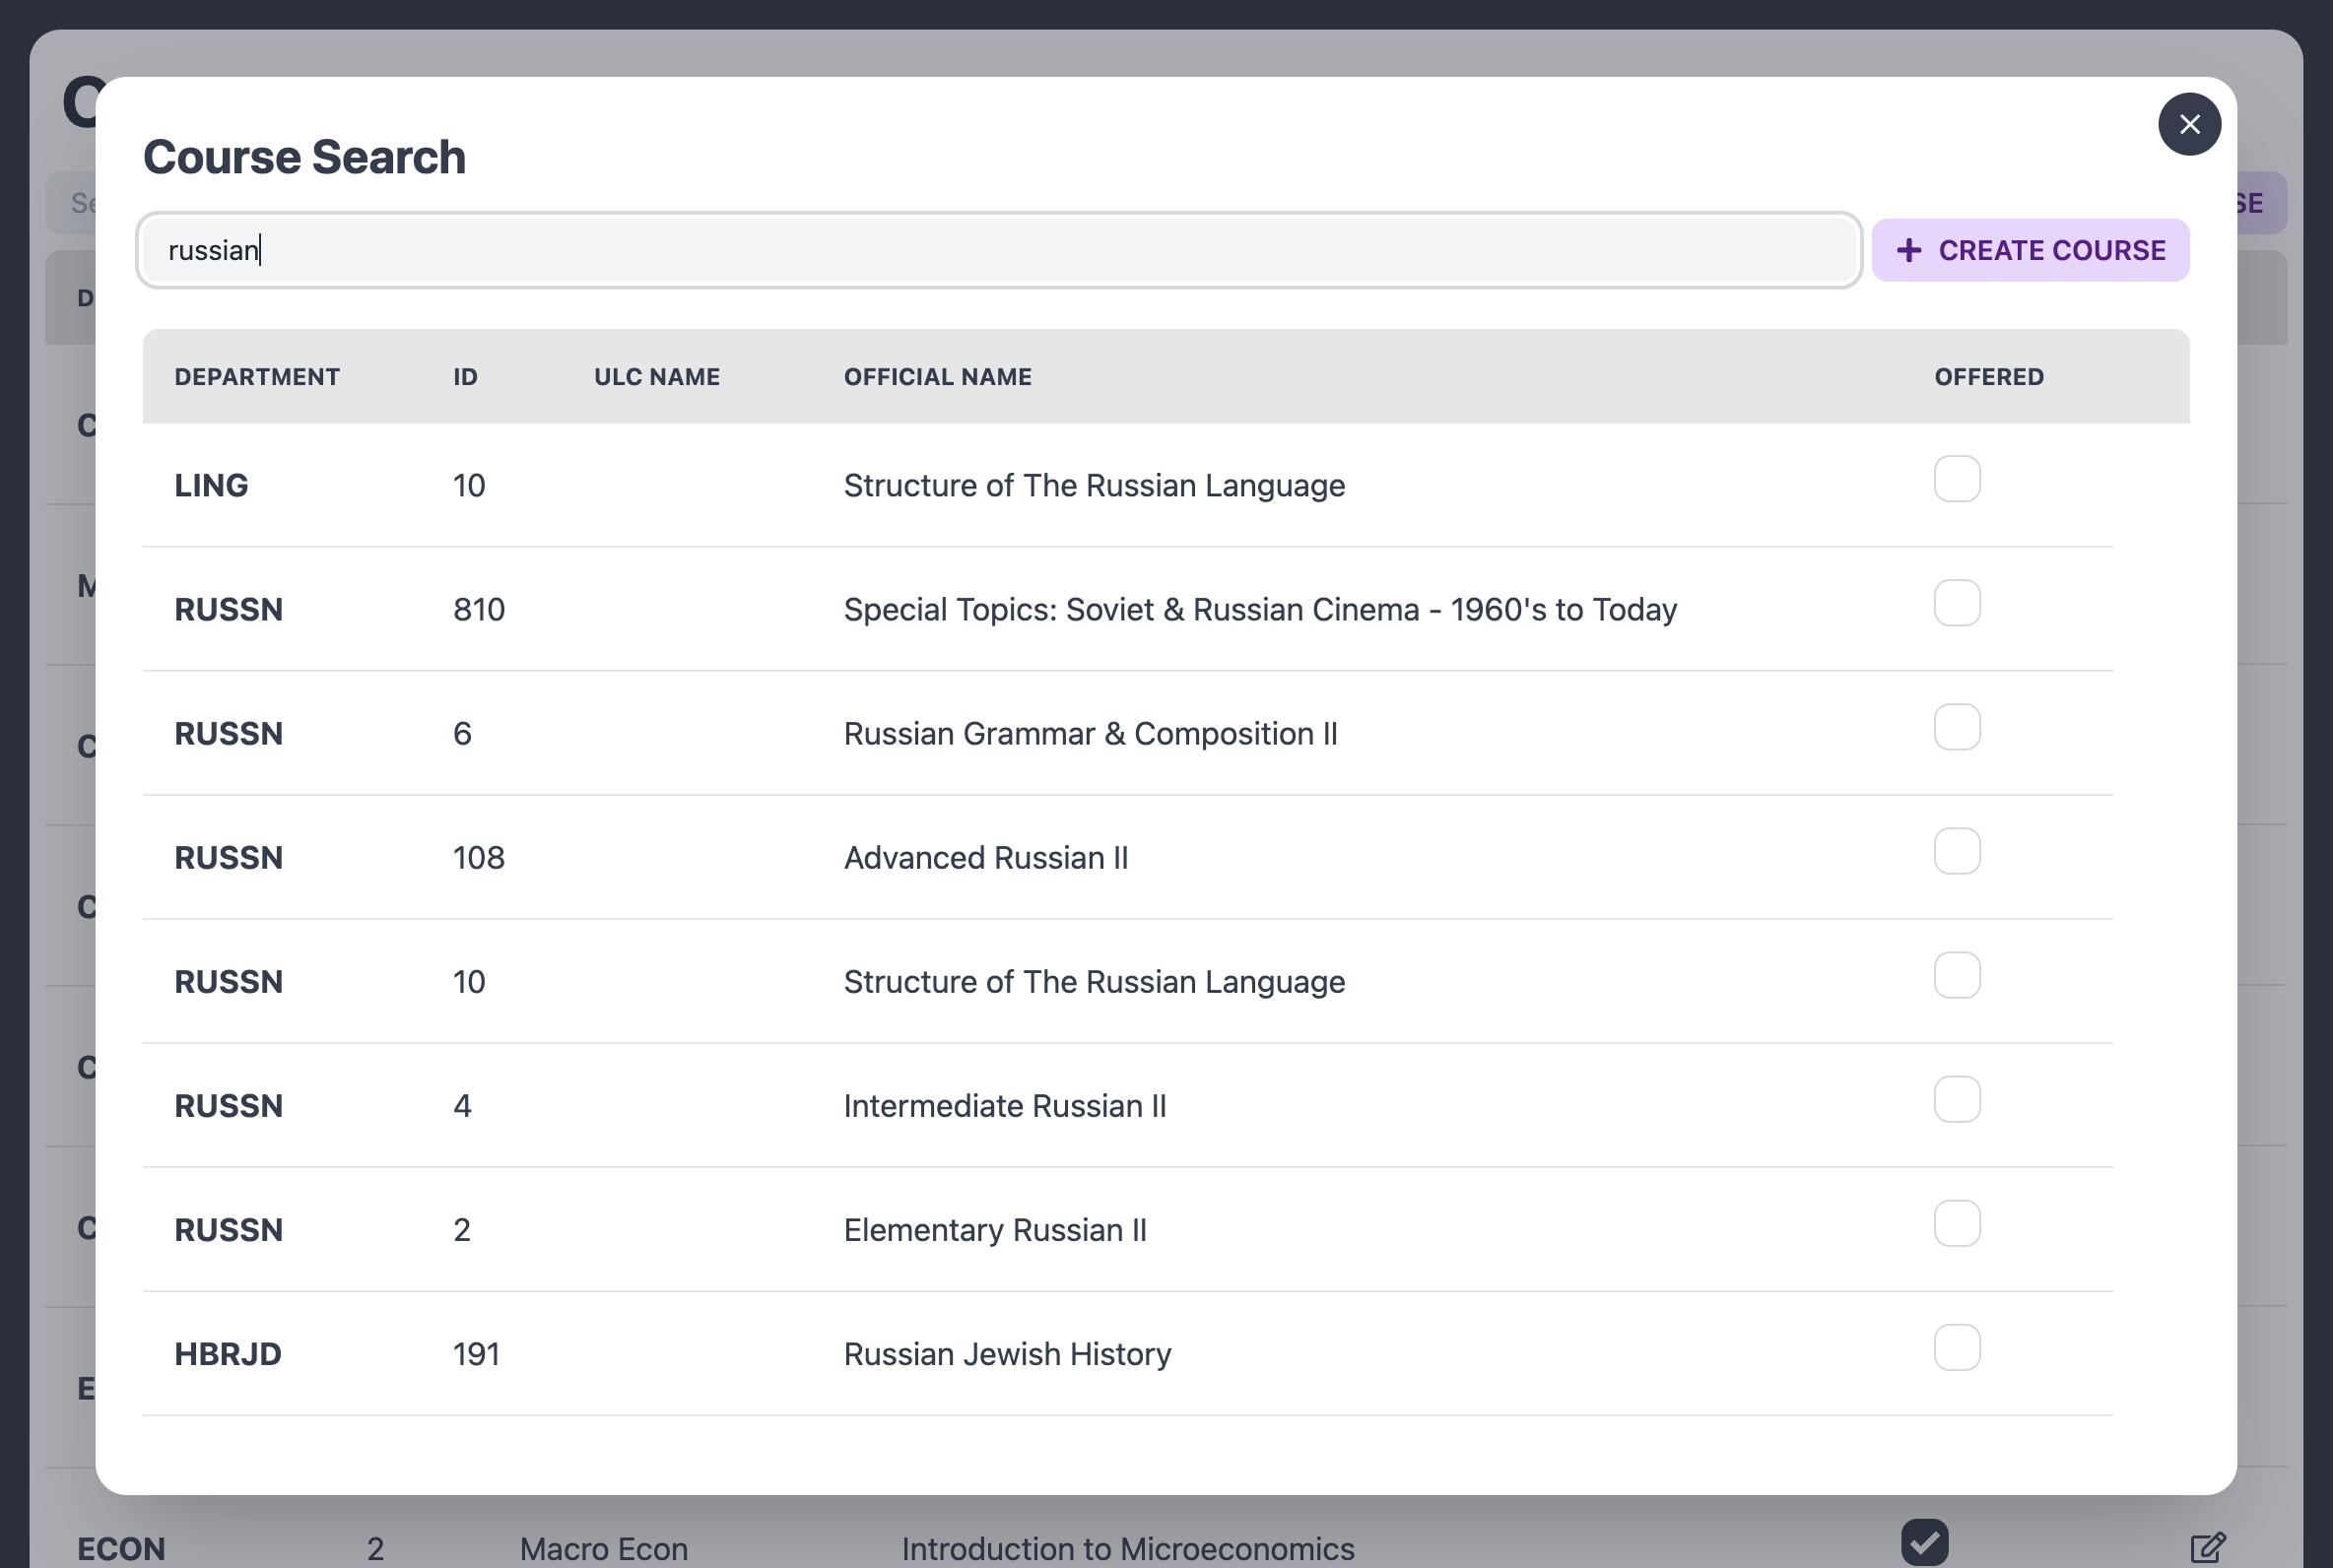 Course Search
russian
CREATE COURSE
DEPARTMENT ID ULC NAME OFFICIAL NAME OFFERED
LING 10 Structure of The Russian Language
RUSSN 810 Special Topics: Soviet & Russian Cinema - 1960's to Today
RUSSN 6 Russian Grammar & Composition II
RUSSN 108 Advanced Russian II
RUSSN 10 Structure of The Russian Language
RUSSN 4 Intermediate Russian II
RUSSN 2 Elementary Russian II
HBRJD 191 Russian Jewish History
ECON 2 Macro Econ Introduction to Microeconomics